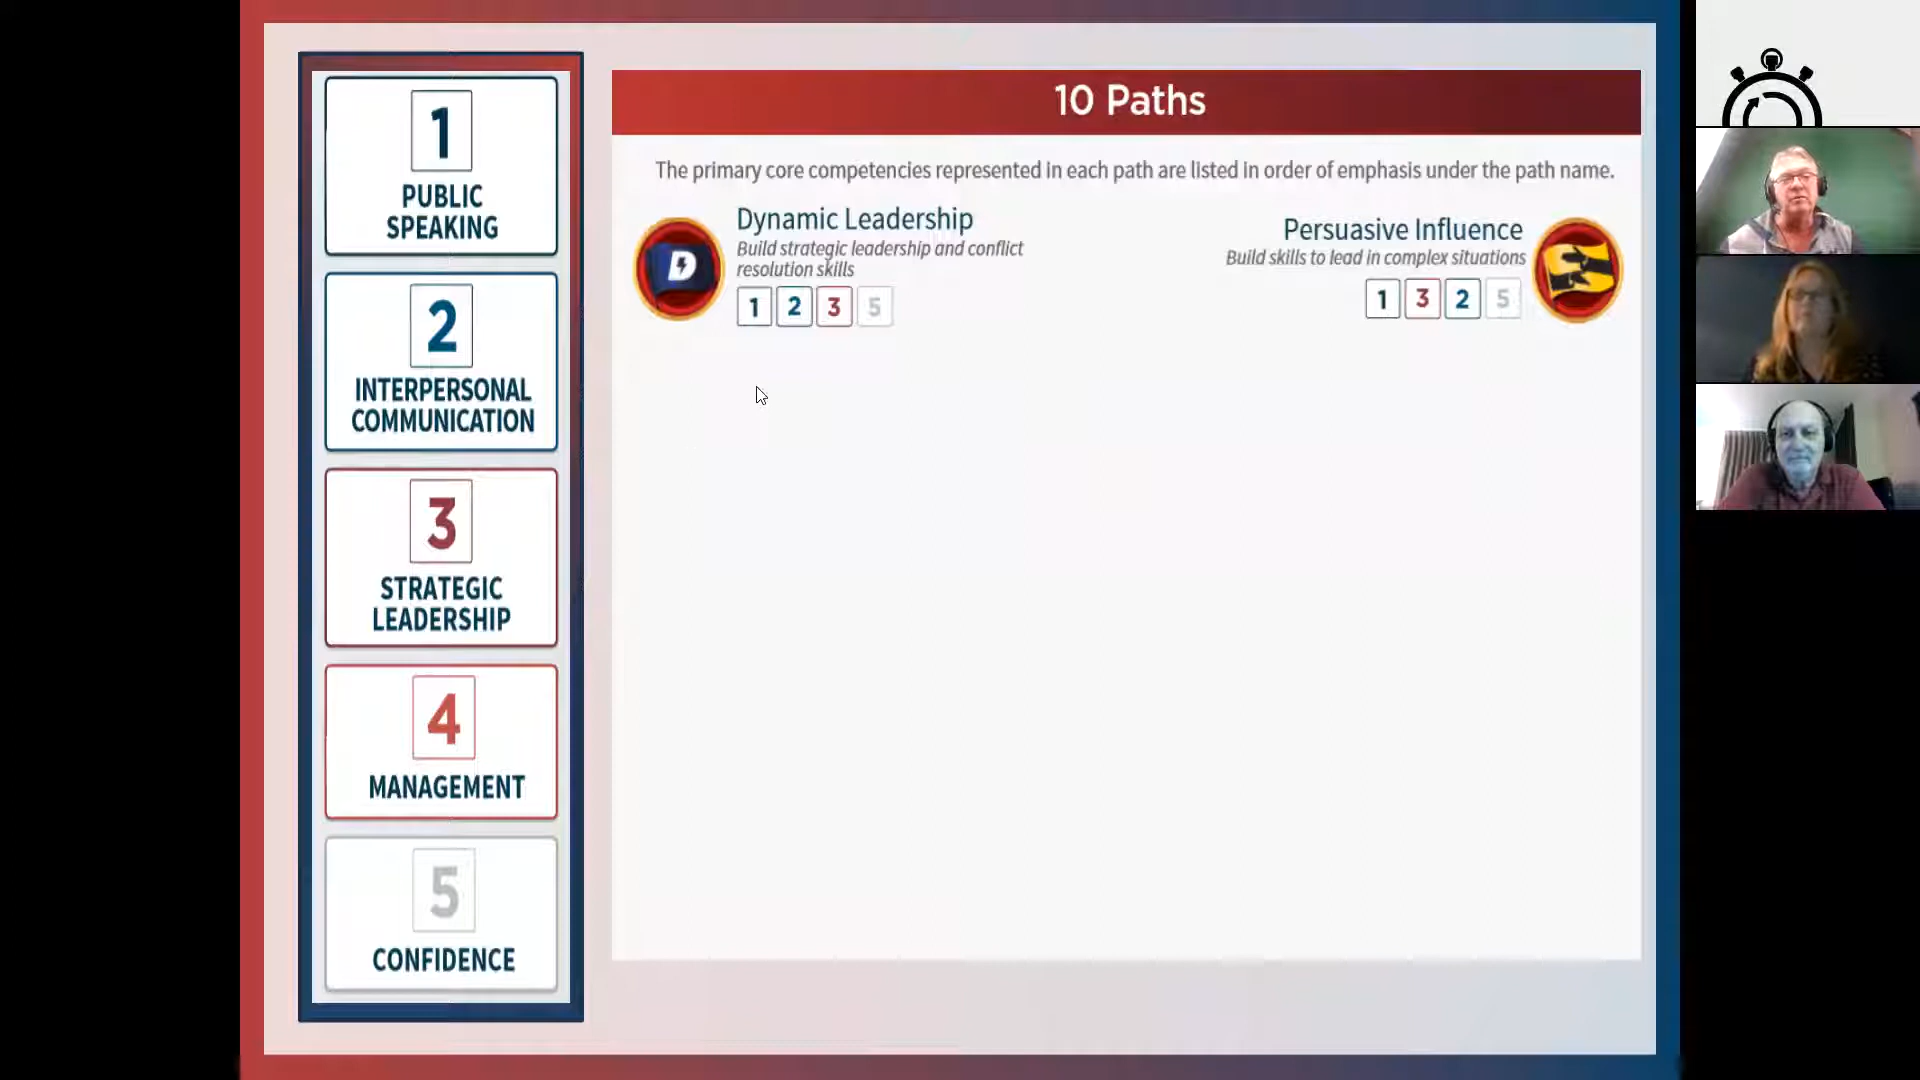 1
PUBLIC
SPEAKING
2
INTERPERSONAL
COMMUNICATION
3
STRATEGIC
LEADERSHIP
4
MANAGEMENT
5
CONFIDENCE
10 Paths
The primary core competencies represented in each path are listed in order of emphasis under the path name.
D
Dynamic Leadership
Build strategic leadership and conflict
resolution skills
1 2 3 5
Persuasive Influence
Build skills to lead in complex situations
1 3 2 5